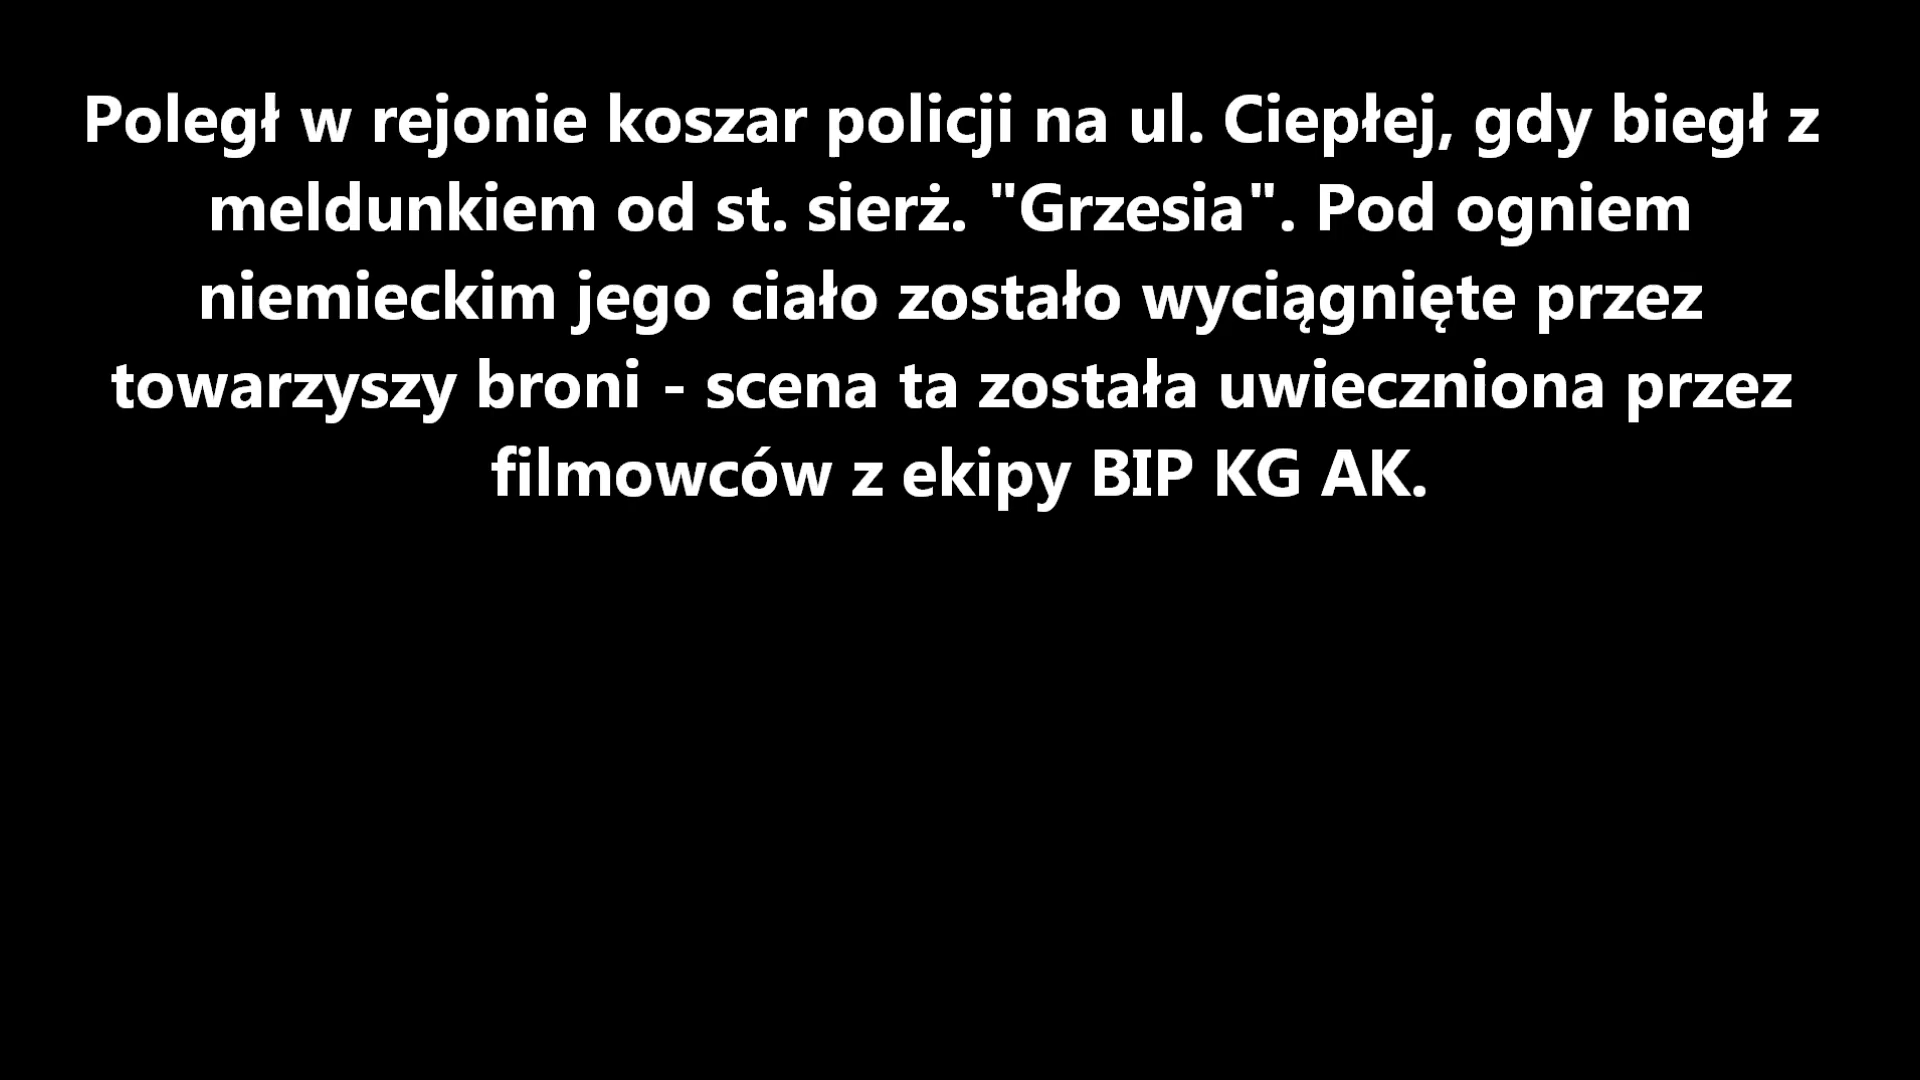 Poległ w rejonie koszar policji na ul. Ciepłej, gdy biegł z
meldunkiem od st. sierż. "Grzesia". Pod ogniem
niemieckim jego ciało zostało wyciągnięte przez
towarzyszy broni - scena ta została uwieczniona przez
filmowców z ekipy BIP KG AK.